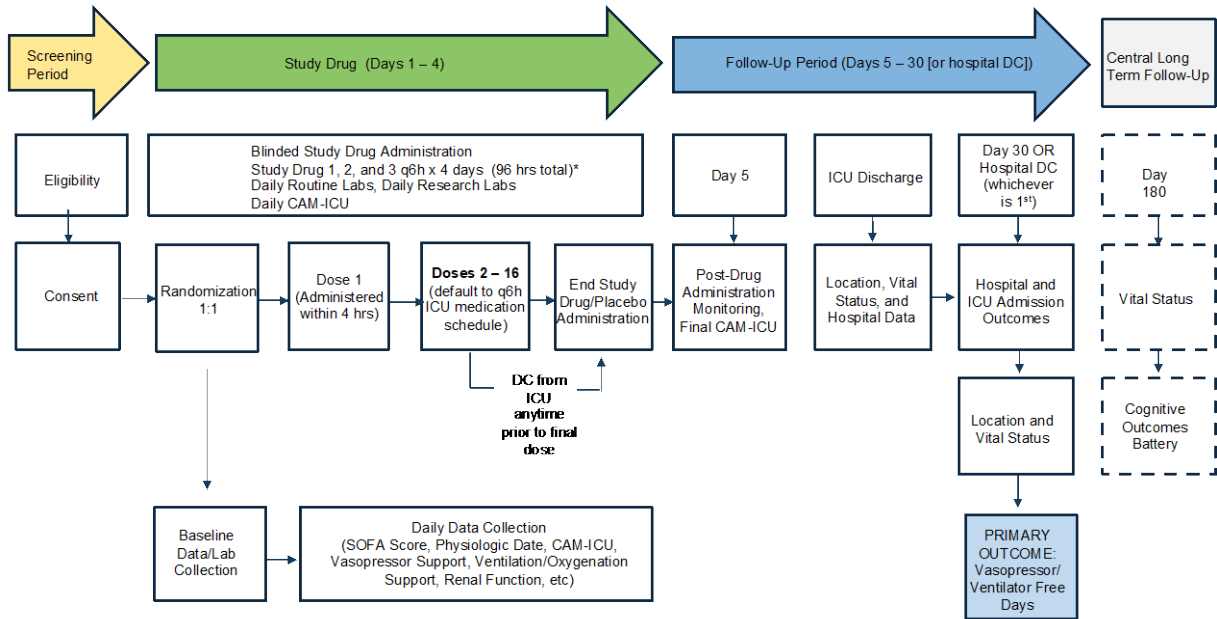 Screening
Period
Study Drug  (Days 1 – 4)
Follow-Up Period (Days 5 – 30 [or hospital DC])
Central Long
Term Follow-Up
Eligibility
Blinded Study Drug Administration
Study Drug 1, 2, and 3 q6h x 4 days  (96 hrs total)*
Daily Routine Labs, Daily Research Labs
Daily CAM-ICU
Day 5
ICU Discharge
Day 30 OR
Hospital DC
(whichever
is 1st)
Day
180
Consent
Randomization
1:1
Dose 1
(Administered
within 4 hrs)
Doses 2 – 16
(default to q6h
ICU medication
schedule)
End Study
Drug/Placebo
Administration
Post-Drug
Administration
Monitoring,
Final CAM-ICU
Location, Vital
Status, and
Hospital Data
Hospital and
ICU Admission
Outcomes
Vital Status
DC from
ICU
anytime
prior to final
dose
Location and
Vital Status
Cognitive
Outcomes
Battery
Baseline
Data/Lab
Collection
Daily Data Collection
(SOFA Score, Physiologic Date, CAM-ICU,
Vasopressor Support, Ventilation/Oxygenation
Support, Renal Function, etc)
PRIMARY
OUTCOME:
Vasopressor/
Ventilator Free
Days